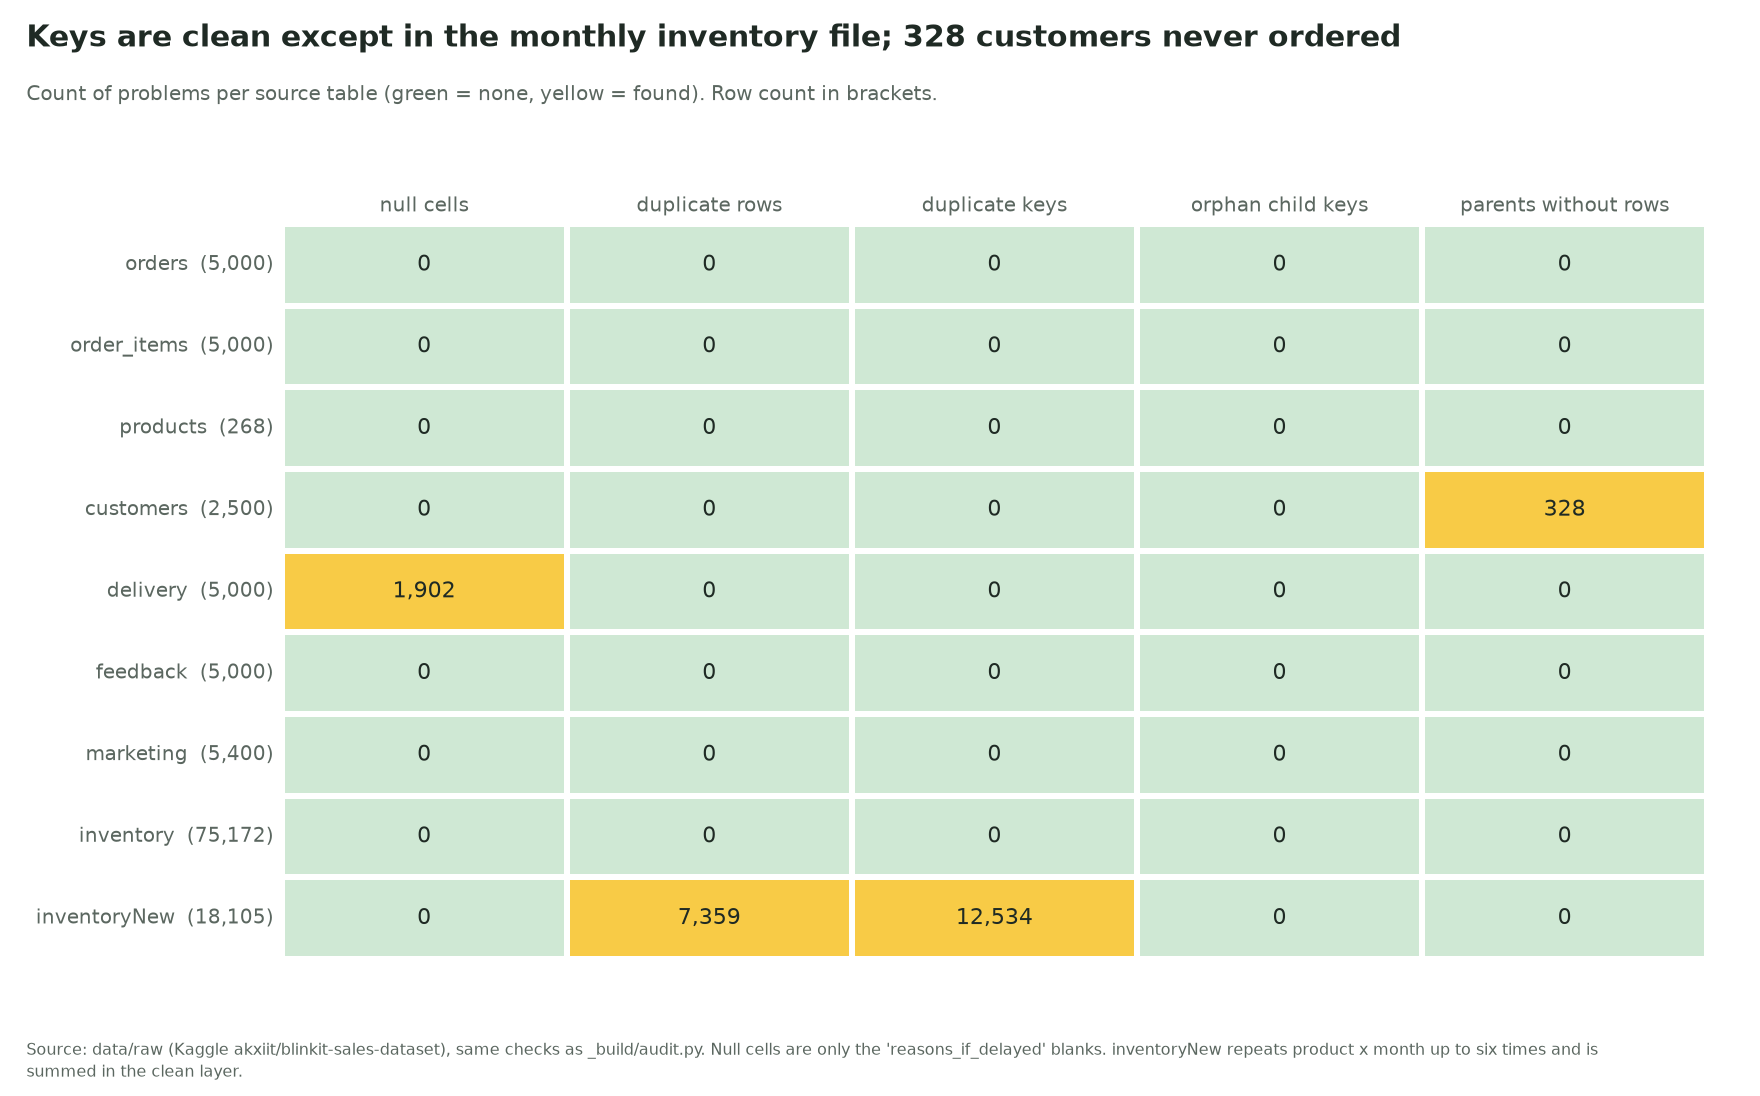 Keys are clean except in the monthly inventory file; 328 customers never ordered
Count of problems per source table (green = none, yellow = found). Row count in brackets.
null cells duplicate rows duplicate keys orphan child keys parents without rows
orders (5,000) 0 0 0 0 0
order_items (5,000) 0 0 0 0 0
products (268) 0 0 0 0 0
customers (2,500) 0 0 0 0 328
delivery (5,000) 1,902 0 0 0 0
feedback (5,000) 0 0 0 0 0
marketing (5,400) 0 0 0 0 0
inventory (75,172) 0 0 0 0 0
inventoryNew (18,105) 0 7,359 12,534 0 0
Source: data/raw (Kaggle akxiit/blinkit-sales-dataset), same checks as _build/audit.py. Null cells are only the 'reasons_if_delayed' blanks. inventoryNew repeats product x month up to six times and is
summed in the clean layer.